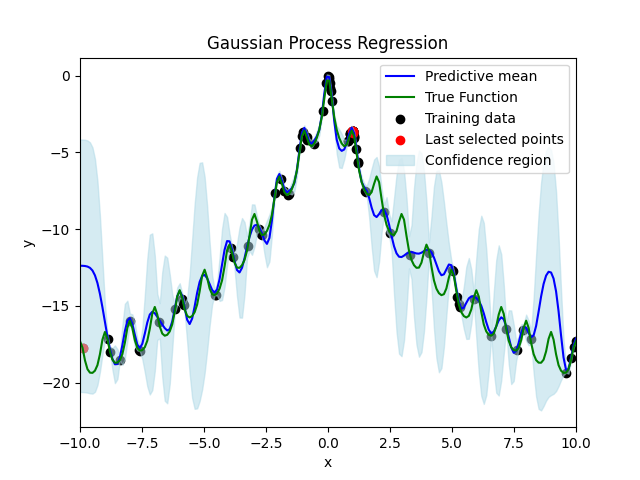 Gaussian Process Regression
Predictive mean
True Function
Training data
Last selected points
Confidence region
y
0
−5
−10
−15
−20
−10.0 −7.5 −5.0 −2.5 0.0 2.5 5.0 7.5 10.0
x